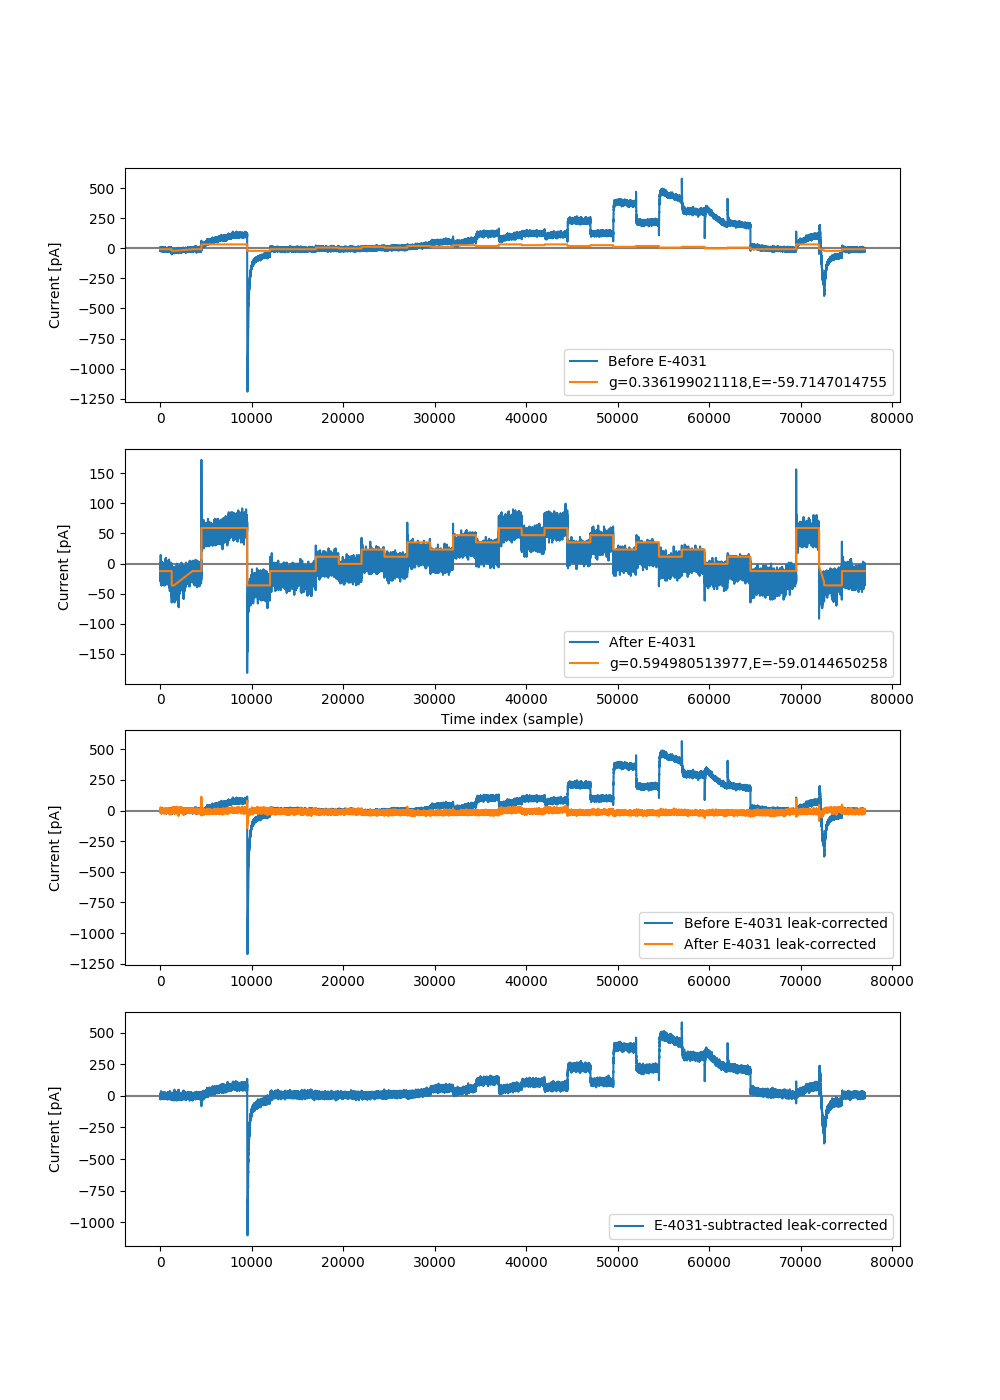 500
250
0
−250
−500
−750
−1000
−1250
Current [pA]
Before E-4031
g=0.336199021118,E=-59.7147014755
0 10000 20000 30000 40000 50000 60000 70000 80000
150
100
50
0
−50
−100
−150
Current [pA]
After E-4031
g=0.594980513977,E=-59.0144650258
0 10000 20000 30000 40000 50000 60000 70000 80000
Time index (sample)
500
250
0
−250
−500
−750
−1000
−1250
Current [pA]
Before E-4031 leak-corrected
After E-4031 leak-corrected
0 10000 20000 30000 40000 50000 60000 70000 80000
500
250
0
−250
−500
−750
−1000
Current [pA]
E-4031-subtracted leak-corrected
0 10000 20000 30000 40000 50000 60000 70000 80000